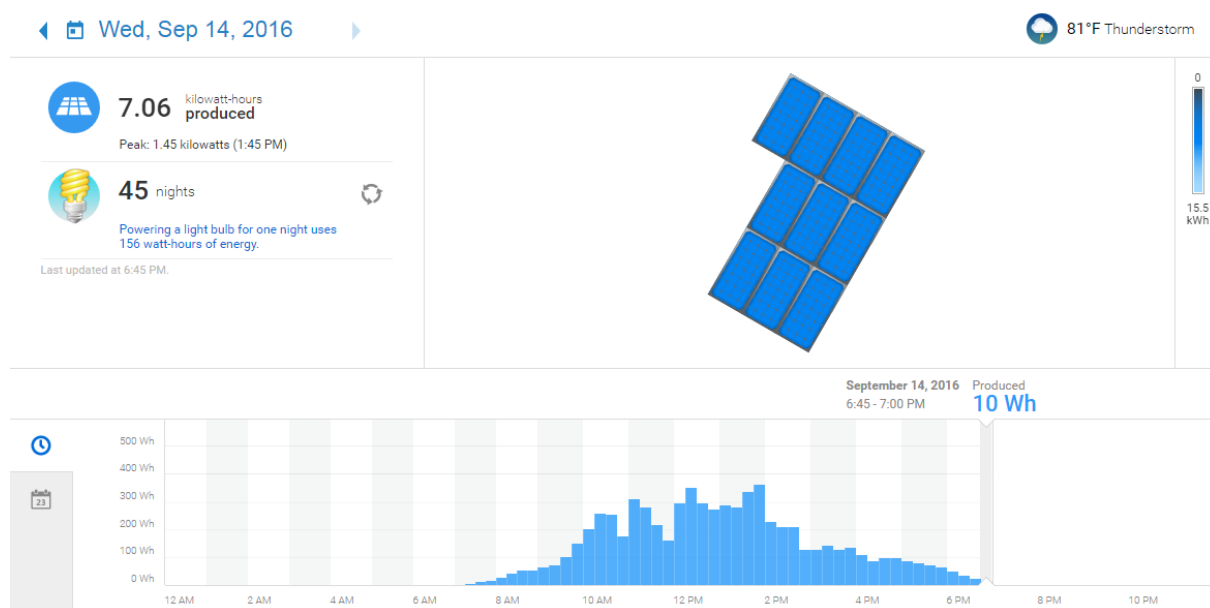 Wed, Sep 14, 2016
81°F Thunderstorm
7.06 kilowatt-hours
produced
Peak: 1.45 kilowatts (1:45 PM)
45 nights
Powering a light bulb for one night uses
156 watt-hours of energy.
Last updated at 6:45 PM.
0
15.5
kWh
September 14, 2016 Produced
6:45 - 7:00 PM 10 Wh
500 Wh
400 Wh
300 Wh
200 Wh
100 Wh
0 Wh
23
12 AM 2 AM 4 AM 6 AM 8 AM 10 AM 12 PM 2 PM 4 PM 6 PM 8 PM 10 PM